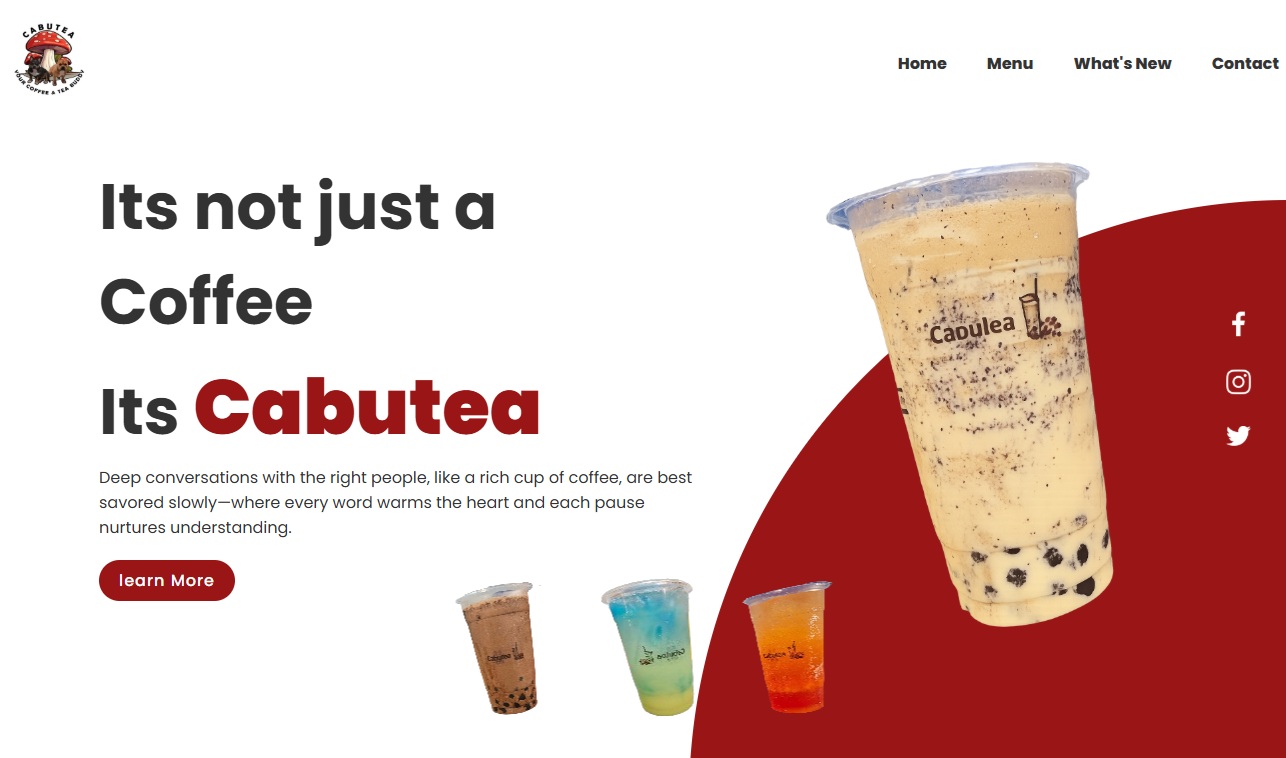 CABUTEA
YOUR COFFEE & TEA BUDDY
Home Menu What's New Contact
Its not just a
Coffee
Its Cabutea
Deep conversations with the right people, like a rich cup of coffee, are best
savored slowly—where every word warms the heart and each pause
nurtures understanding.
learn More
Cabulea